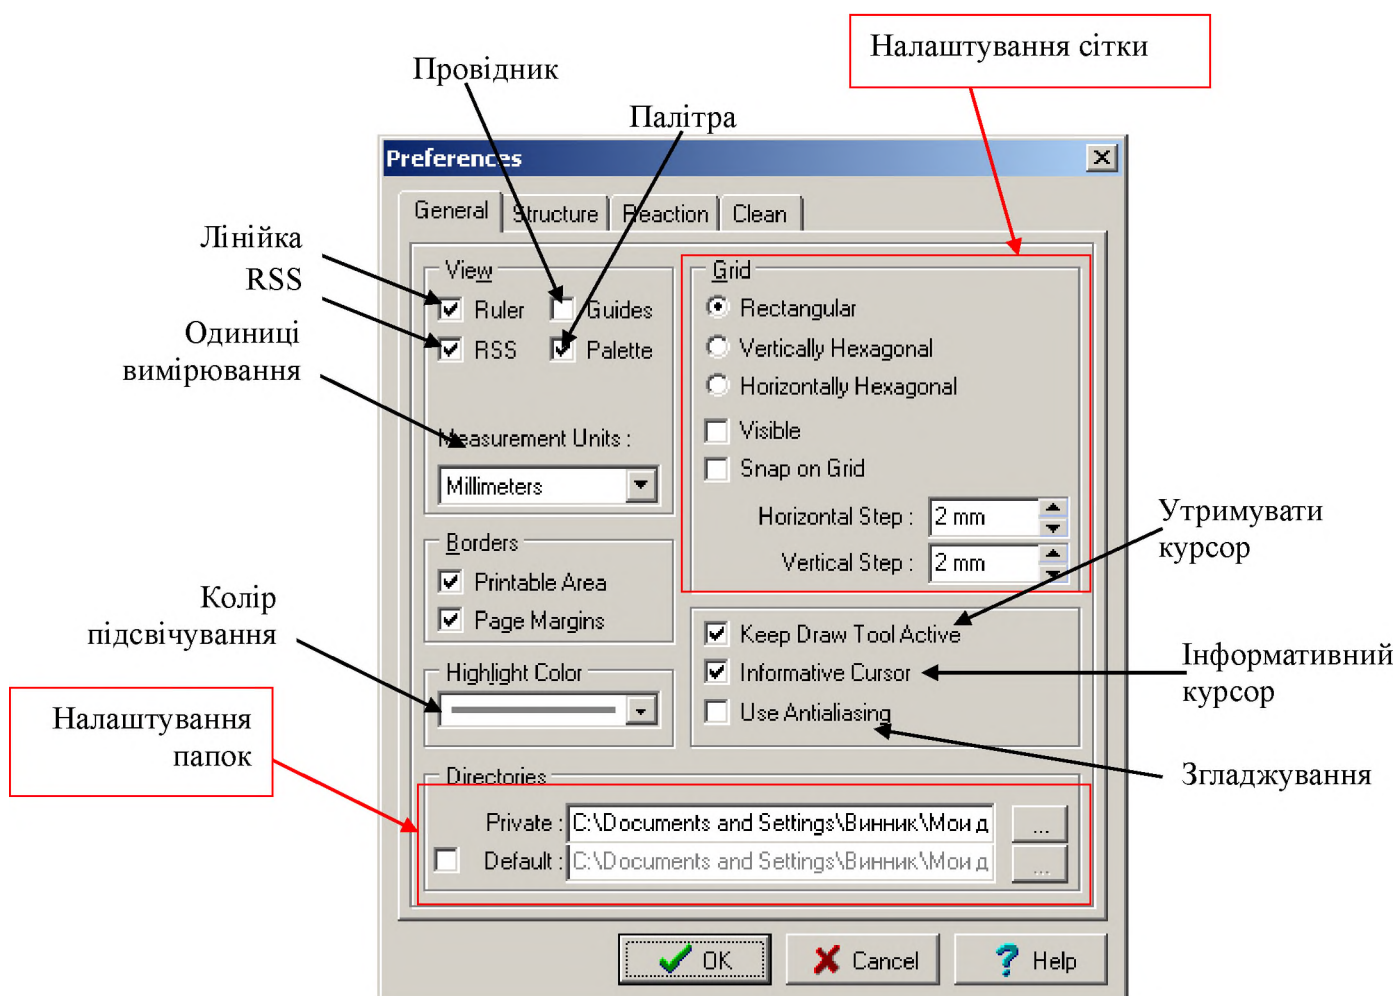 Налаштування сітки
Провідник
Палітра
Preferences
General Structure Reaction Clean
Лінійка
RSS
Одиниці
вимірювання
View
Ruler Guides
RSS Palette
Measurement Units :
Millimeters
Grid
Rectangular
Vertically Hexagonal
Horizontally Hexagonal
Visible
Snap on Grid
Horizontal Step : 2 mm
Vertical Step : 2 mm
Утримувати
курсор
Borders
Printable Area
Page Margins
Колір
підсвічування
Highlight Color
Keep Draw Tool Active
Informative Cursor
Use Antialiasing
Інформативний
курсор
Згладжування
Налаштування
папок
Directories
Private : C:\Documents and Settings\Винник\Мои д ...
Default : C:\Documents and Settings\Винник\Мои д ...
OK Cancel Help